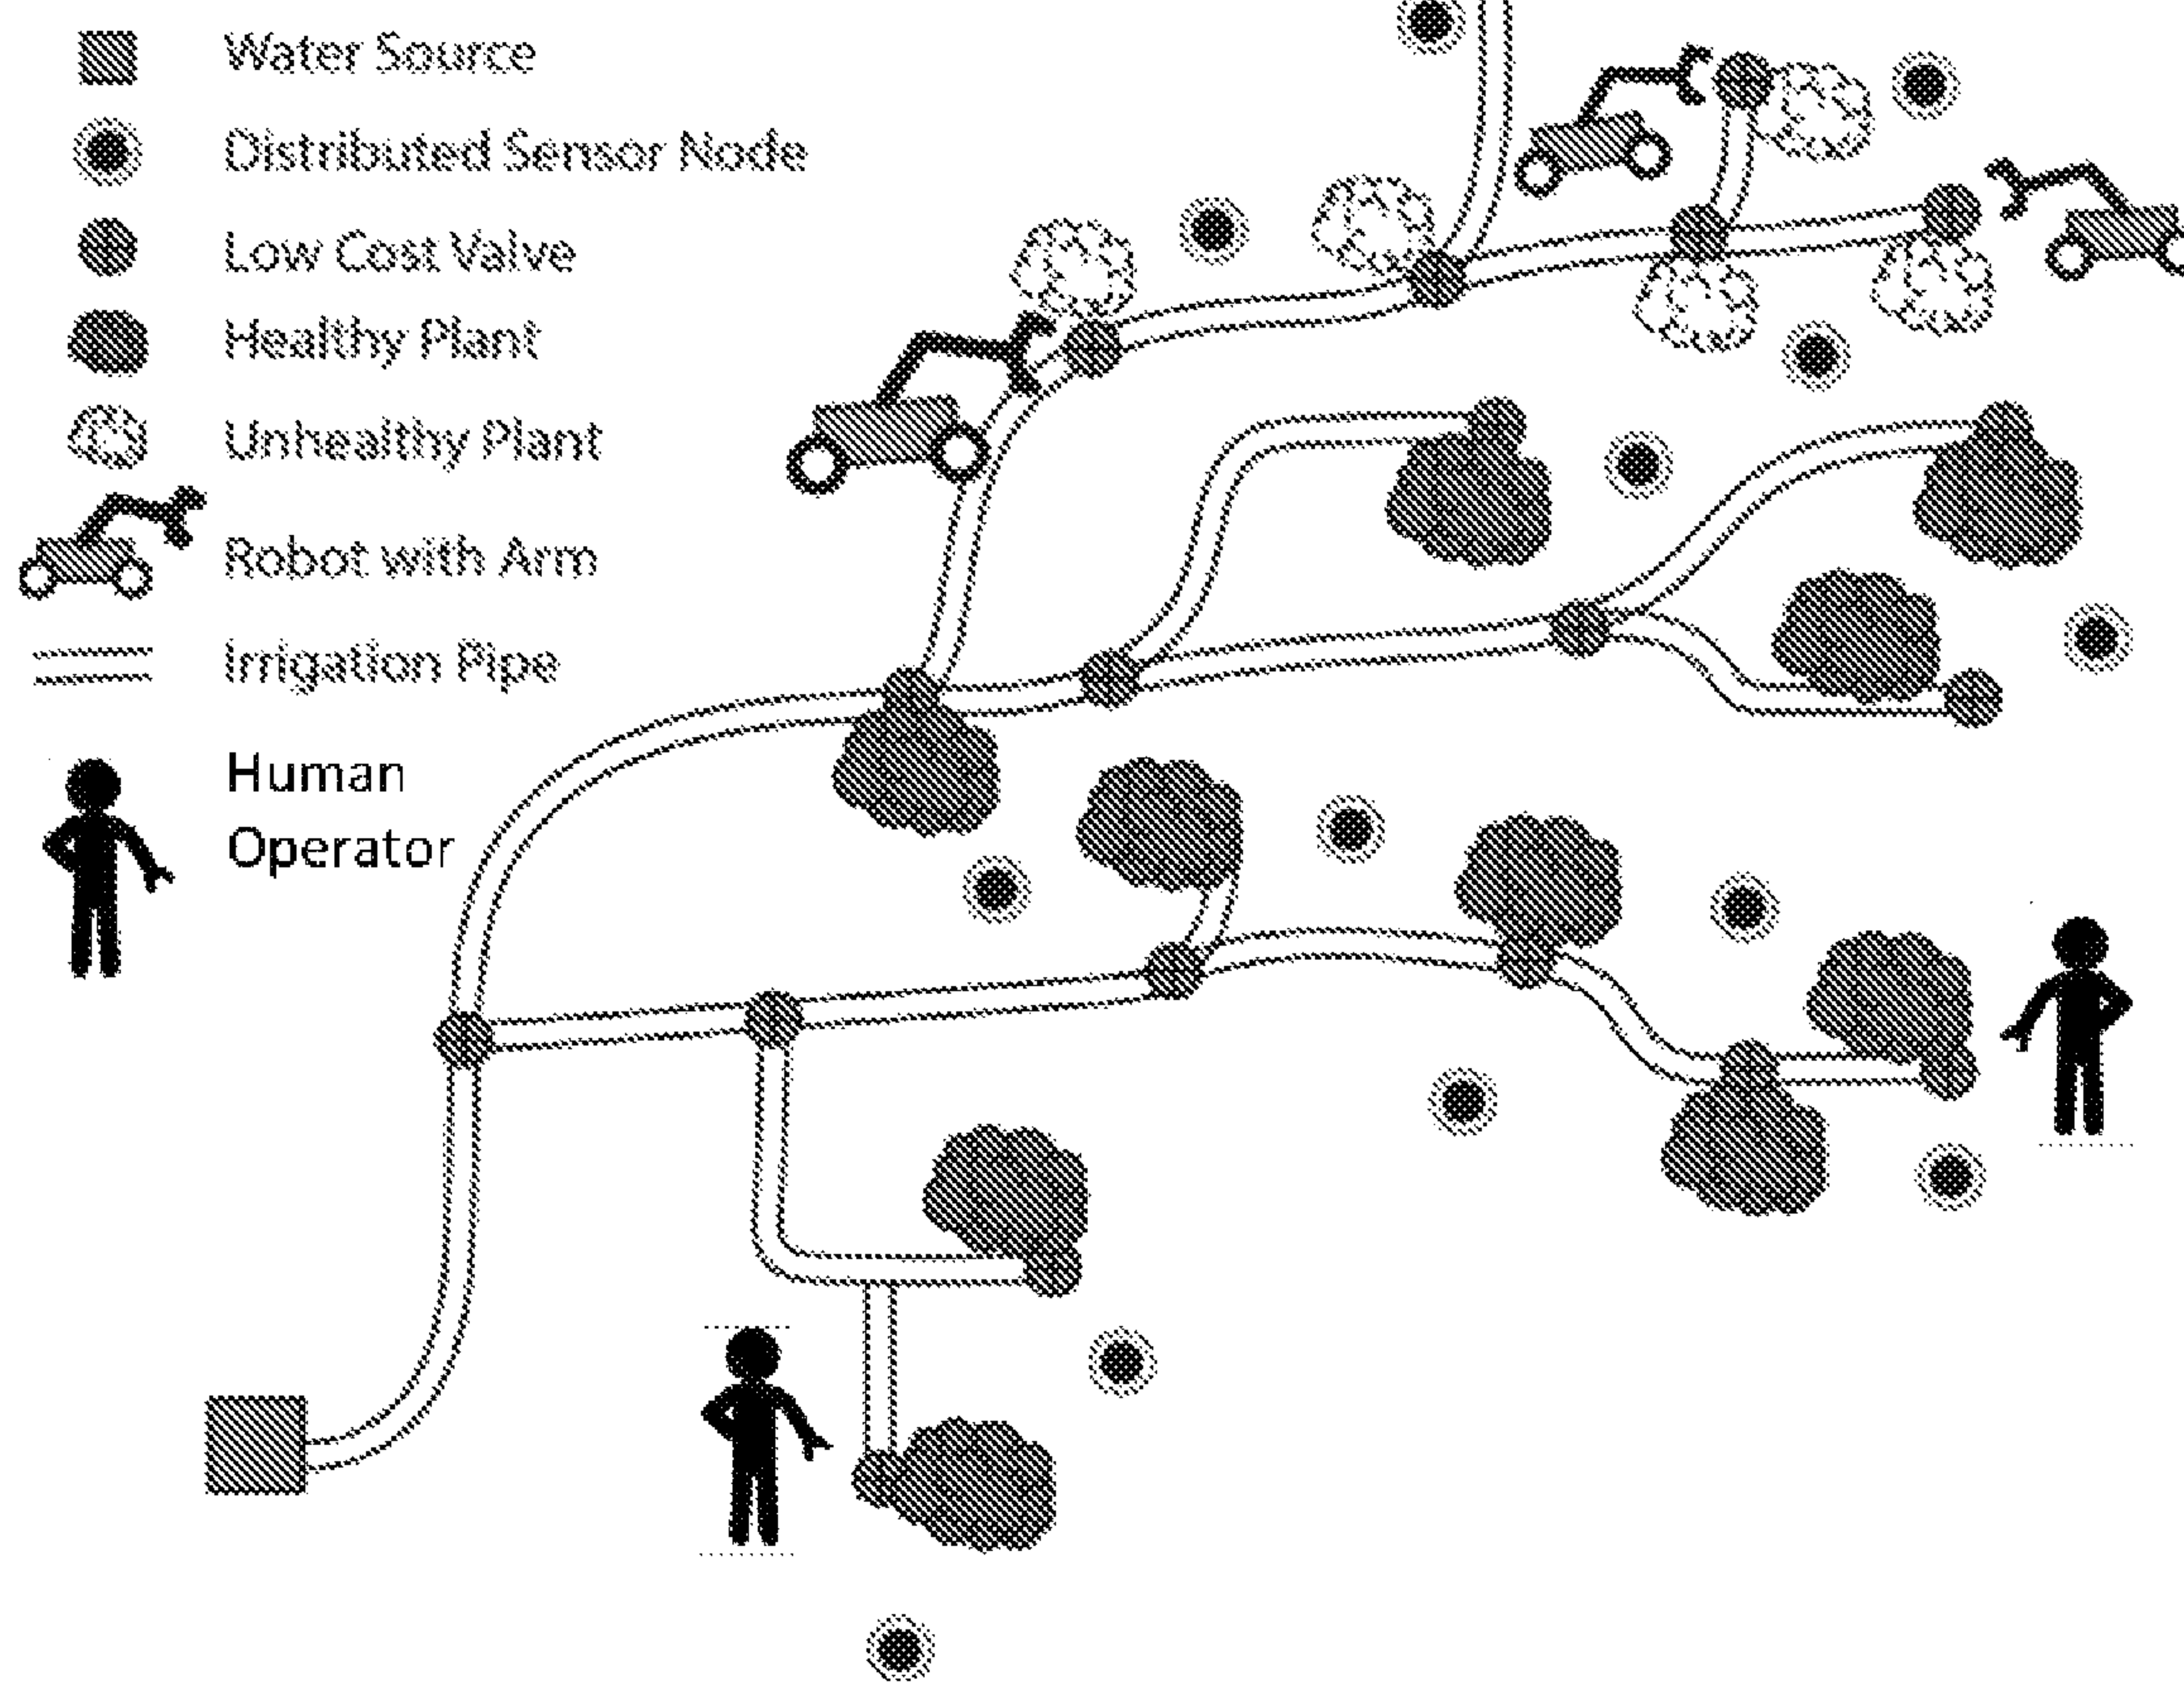 Water Source
Distributed Sensor Node
Low Cost Valve
Healthy Plant
Unhealthy Plant
Robot with Arm
Irrigation Pipe
Human
Operator